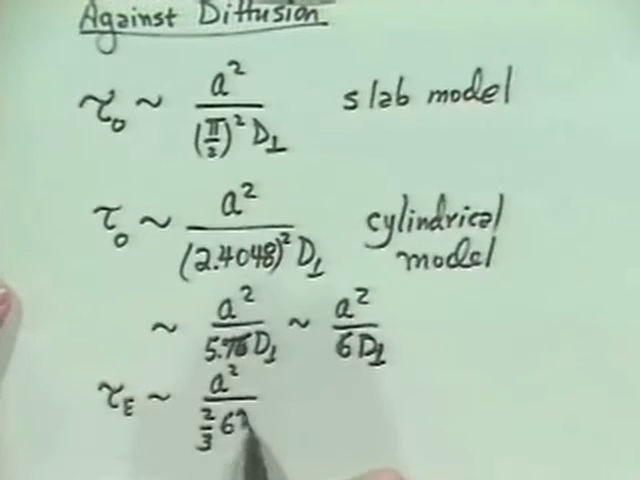 Against Diffusion
τ₀ ~ a² / (π/2)² D⊥ slab model
τ₀ ~ a² / (2.4048)² D⊥ cylindrical model
~ a² / 5.76 D⊥ ~ a² / 6 D⊥
τ_E ~ a² / 2/3 6